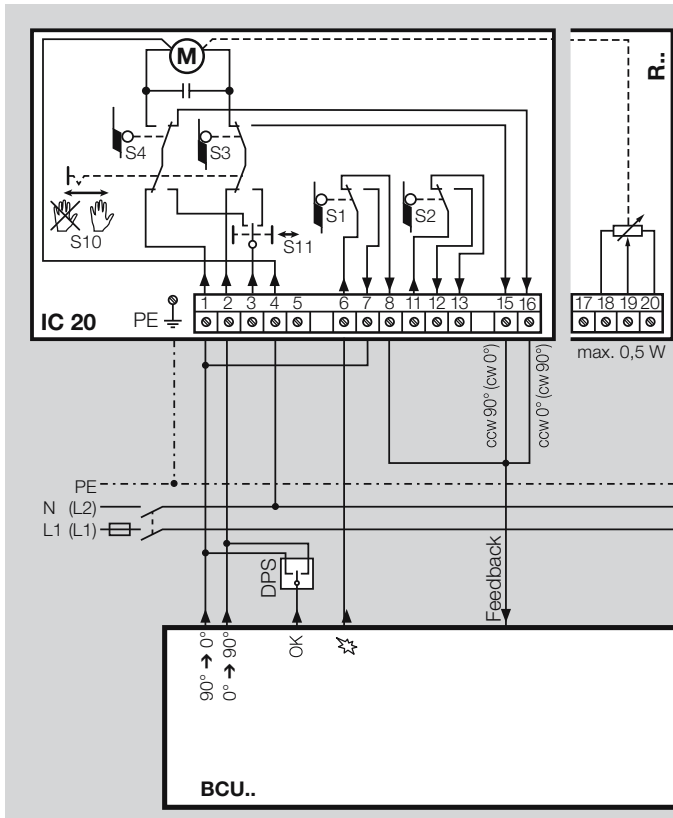 M
R..
S4
S3
S10
S1
S2
S11
IC 20
PE
1 2 3 4 5 6 7 8 11 12 13 15 16
17 18 19 20
max. 0,5 W
ccw 90° (cw 0°)
ccw 0° (cw 90°)
PE
N (L2)
L1 (L1)
DPS
Feedback
90° → 0°
0° → 90°
OK
BCU..